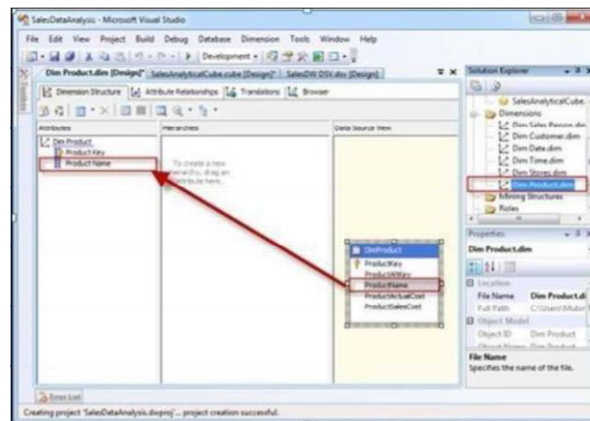 SalesDataAnalysis - Microsoft Visual Studio
File Edit View Project Build Debug Database Dimension Tools Window Help
Development
Dim Product.dim [Design]* SalesAnalyticalCube.cube [Design]* SalesDW DSV.dsv [Design]
Dimension Structure Attribute Relationships Translations Browser
Attributes Hierarchies Data Source View
Dim Product
Product Key
Product Name
To create a new
hierarchy, drag an
attribute here.
DimProduct
ProductKey
ProductAltKey
ProductName
ProductActualCost
ProductSalesCost
Solution Explorer
SalesAnalyticalCube.
Dimensions
Dim Sales Person.dim
Dim Customer.dim
Dim Date.dim
Dim Time.dim
Dim Stores.dim
Dim Product.dim
Mining Structures
Roles
Properties
Dim Product.dim
Location
File Name Dim Product.di
Full Path
Object Model
Object ID Dim Product
Object Name Dim Product
File Name
Specifies the name of the file.
Error List
Creating project 'SalesDataAnalysis.dwproj'... project creation successful.